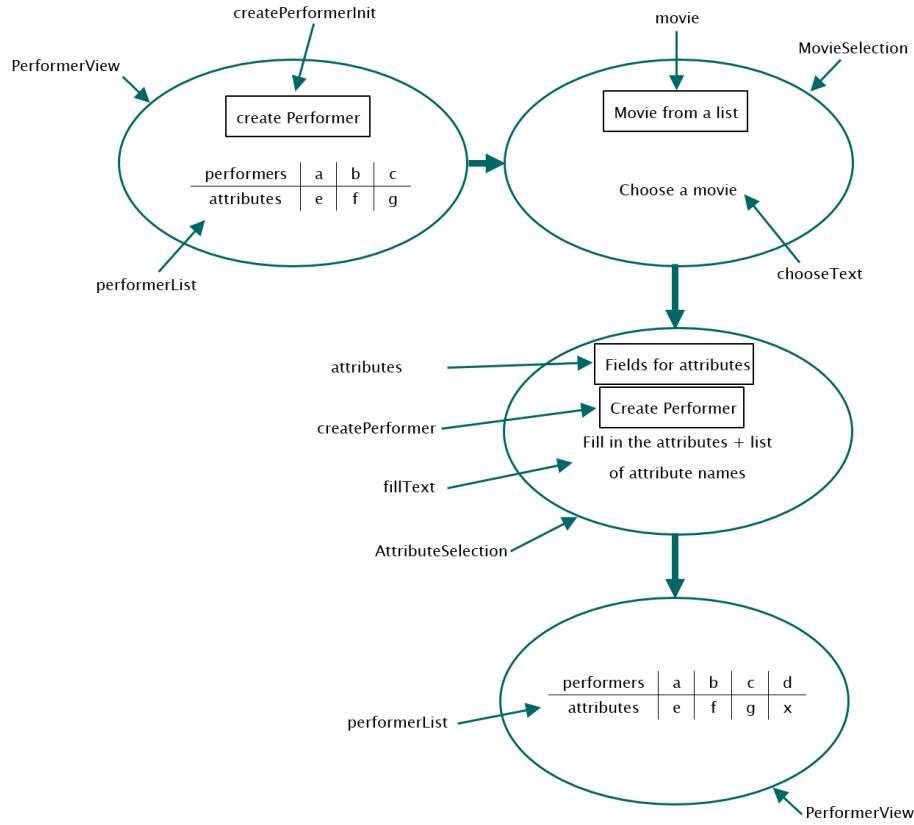 createPerformerInit
PerformerView
create Performer
performers a b c
attributes e f g
performerList
movie
MovieSelection
Movie from a list
Choose a movie
chooseText
attributes
Fields for attributes
createPerformer
Create Performer
Fill in the attributes + list
of attribute names
fillText
AttributeSelection
performers a b c d
attributes e f g x
performerList
PerformerView